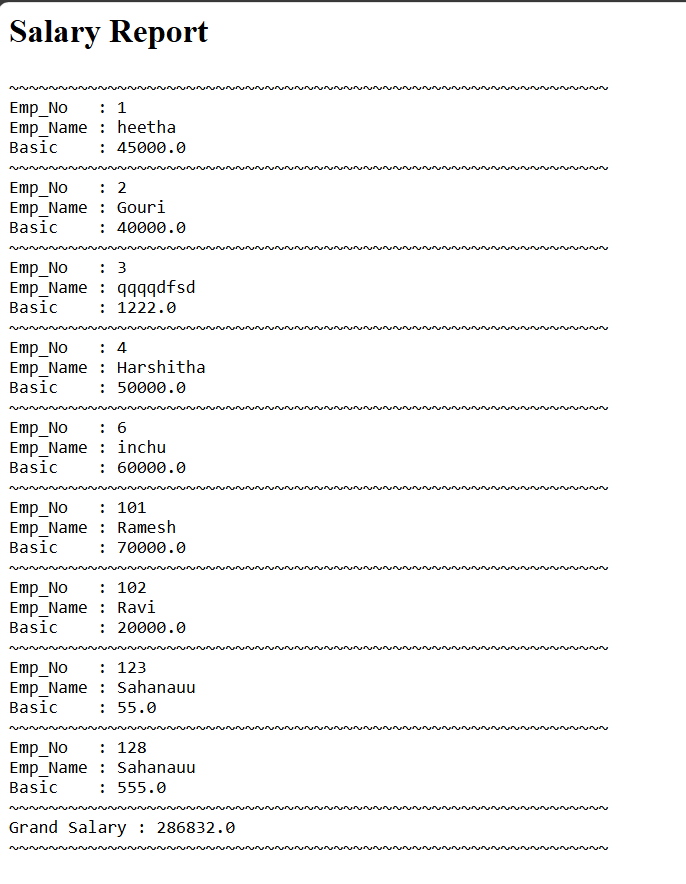 Salary Report
~~~~~~~~~~~~~~~~~~~~~~~~~~~~~~~~~~~~~~~~~~~~~~~~~~~~~~~~~~~~~
Emp_No   : 1
Emp_Name : heetha
Basic    : 45000.0
~~~~~~~~~~~~~~~~~~~~~~~~~~~~~~~~~~~~~~~~~~~~~~~~~~~~~~~~~~~~~
Emp_No   : 2
Emp_Name : Gouri
Basic    : 40000.0
~~~~~~~~~~~~~~~~~~~~~~~~~~~~~~~~~~~~~~~~~~~~~~~~~~~~~~~~~~~~~
Emp_No   : 3
Emp_Name : qqqqdfsd
Basic    : 1222.0
~~~~~~~~~~~~~~~~~~~~~~~~~~~~~~~~~~~~~~~~~~~~~~~~~~~~~~~~~~~~~
Emp_No   : 4
Emp_Name : Harshitha
Basic    : 50000.0
~~~~~~~~~~~~~~~~~~~~~~~~~~~~~~~~~~~~~~~~~~~~~~~~~~~~~~~~~~~~~
Emp_No   : 6
Emp_Name : inchu
Basic    : 60000.0
~~~~~~~~~~~~~~~~~~~~~~~~~~~~~~~~~~~~~~~~~~~~~~~~~~~~~~~~~~~~~
Emp_No   : 101
Emp_Name : Ramesh
Basic    : 70000.0
~~~~~~~~~~~~~~~~~~~~~~~~~~~~~~~~~~~~~~~~~~~~~~~~~~~~~~~~~~~~~
Emp_No   : 102
Emp_Name : Ravi
Basic    : 20000.0
~~~~~~~~~~~~~~~~~~~~~~~~~~~~~~~~~~~~~~~~~~~~~~~~~~~~~~~~~~~~~
Emp_No   : 123
Emp_Name : Sahanauu
Basic    : 55.0
~~~~~~~~~~~~~~~~~~~~~~~~~~~~~~~~~~~~~~~~~~~~~~~~~~~~~~~~~~~~~
Emp_No   : 128
Emp_Name : Sahanauu
Basic    : 555.0
~~~~~~~~~~~~~~~~~~~~~~~~~~~~~~~~~~~~~~~~~~~~~~~~~~~~~~~~~~~~~
Grand Salary : 286832.0
~~~~~~~~~~~~~~~~~~~~~~~~~~~~~~~~~~~~~~~~~~~~~~~~~~~~~~~~~~~~~